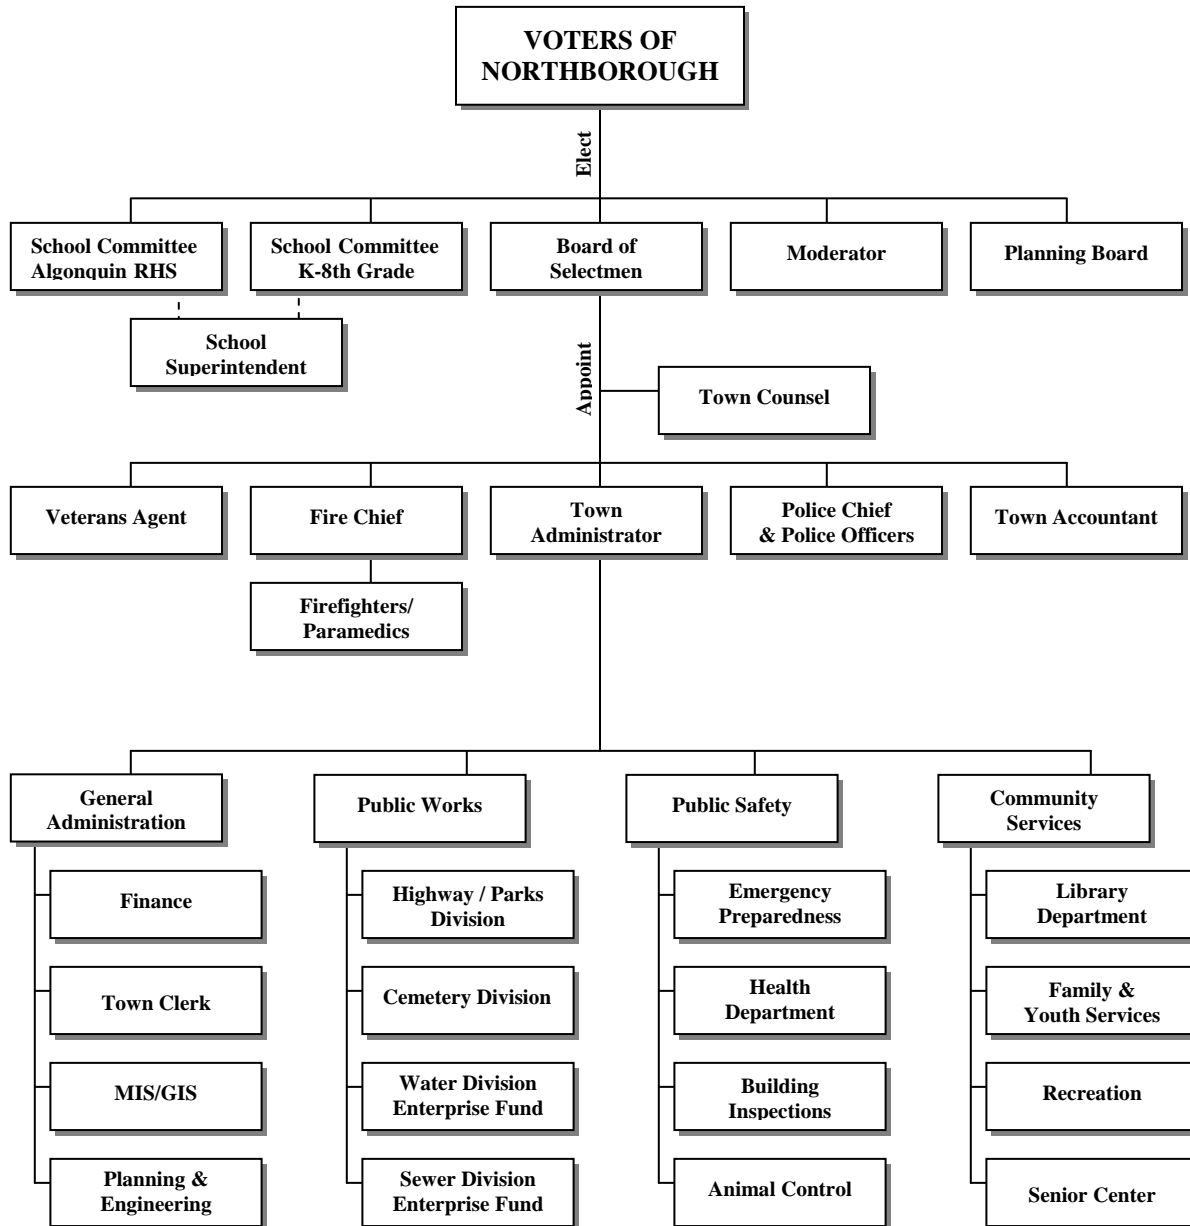 VOTERS OF
NORTHBOROUGH
Elect
School Committee
Algonquin RHS
School Committee
K-8th Grade
Board of
Selectmen
Moderator
Planning Board
School
Superintendent
Appoint
Town Counsel
Veterans Agent
Fire Chief
Town
Administrator
Police Chief
& Police Officers
Town Accountant
Firefighters/
Paramedics
General
Administration
Public Works
Public Safety
Community
Services
Finance
Highway / Parks
Division
Emergency
Preparedness
Library
Department
Town Clerk
Cemetery Division
Health
Department
Family &
Youth Services
MIS/GIS
Water Division
Enterprise Fund
Building
Inspections
Recreation
Planning &
Engineering
Sewer Division
Enterprise Fund
Animal Control
Senior Center